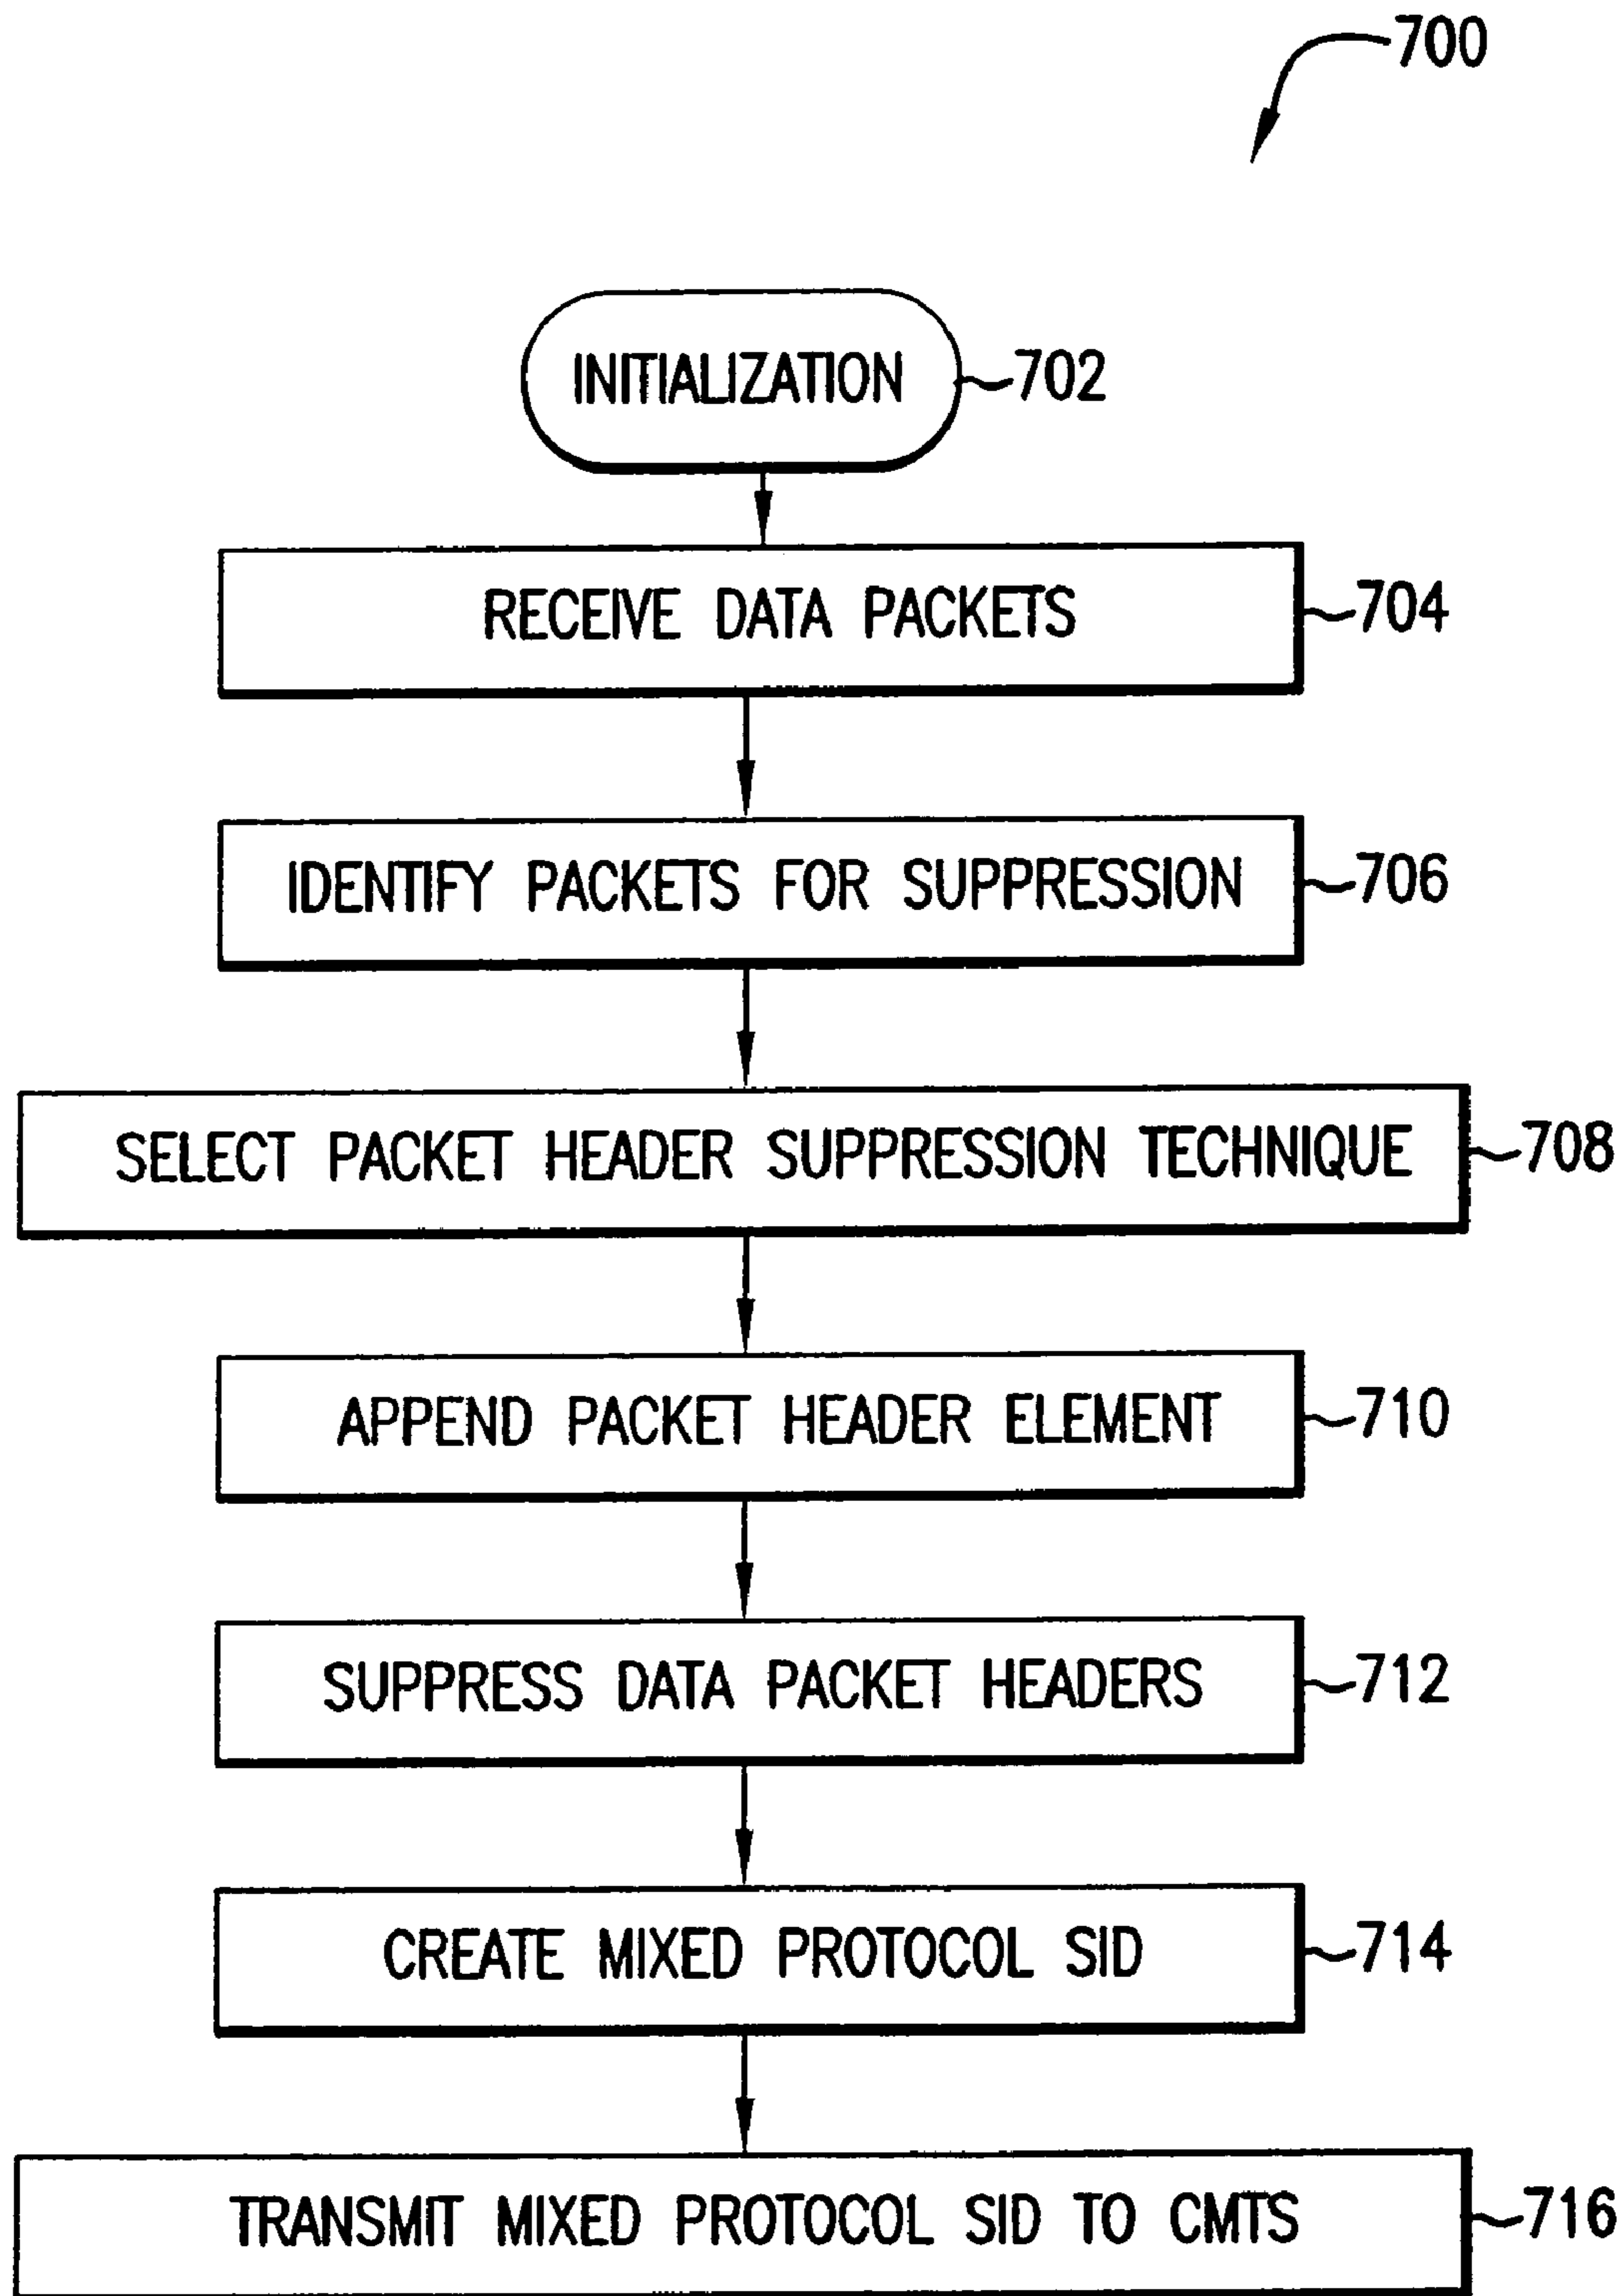 700
INITIALIZATION 702
RECEIVE DATA PACKETS 704
IDENTIFY PACKETS FOR SUPPRESSION 706
SELECT PACKET HEADER SUPPRESSION TECHNIQUE 708
APPEND PACKET HEADER ELEMENT 710
SUPPRESS DATA PACKET HEADERS 712
CREATE MIXED PROTOCOL SID 714
TRANSMIT MIXED PROTOCOL SID TO CMTS 716